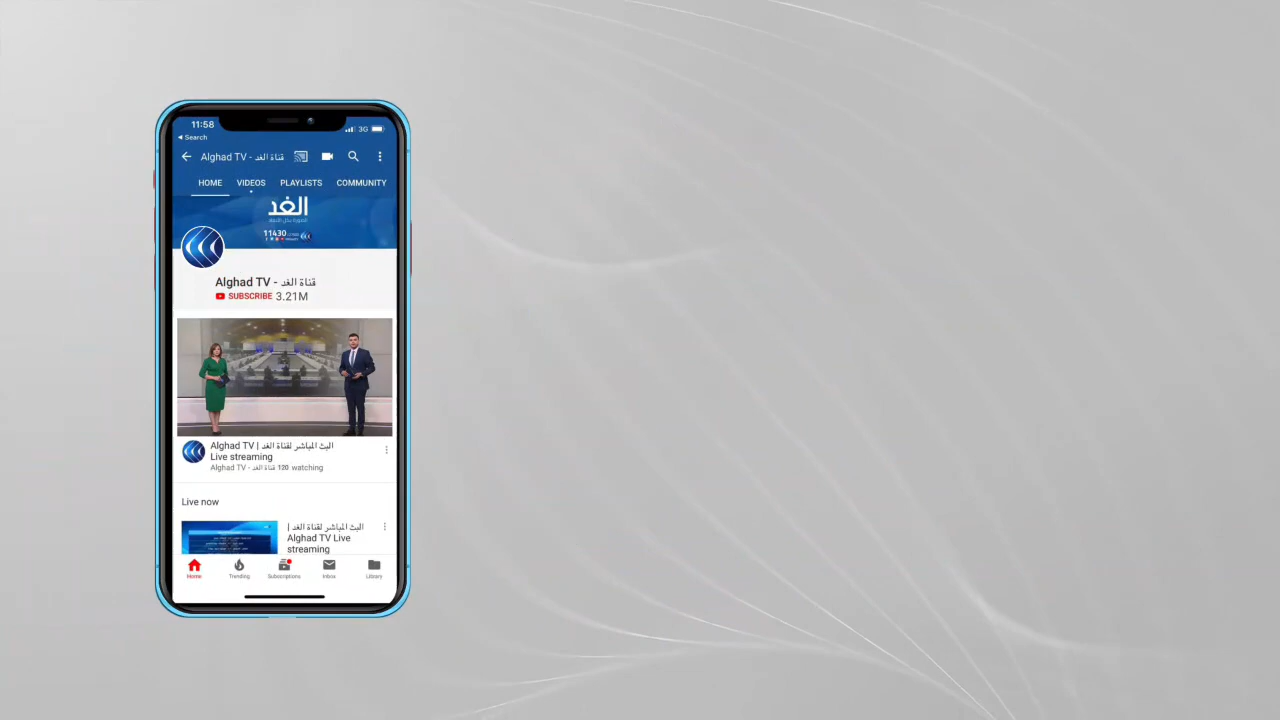 11:58
3G
Search
Alghad TV - قناة الغد
HOME VIDEOS PLAYLISTS COMMUNITY
الغد
11430
Alghad TV - قناة الغد
SUBSCRIBE 3.21M
Alghad TV | البث المباشر لقناة الغد
Live streaming
Alghad TV - قناة الغد 120 watching
Live now
البث المباشر لقناة الغد |
Alghad TV Live
streaming
Home Trending Subscriptions Inbox Library